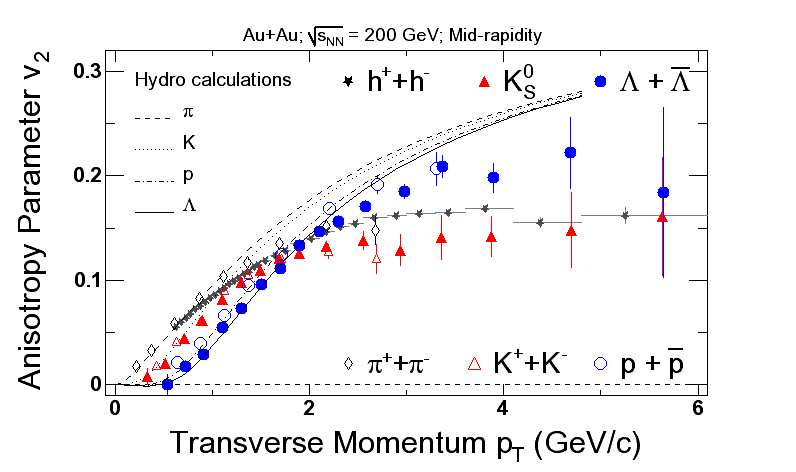 Au+Au; √sNN = 200 GeV; Mid-rapidity
Anisotropy Parameter v₂
0.3
0.2
0.1
0
Hydro calculations
π
K
p
Λ
h⁺+h⁻
K⁰S
Λ + Λ̅
π⁺+π⁻
K⁺+K⁻
p + p̅
0 2 4 6
Transverse Momentum pT (GeV/c)